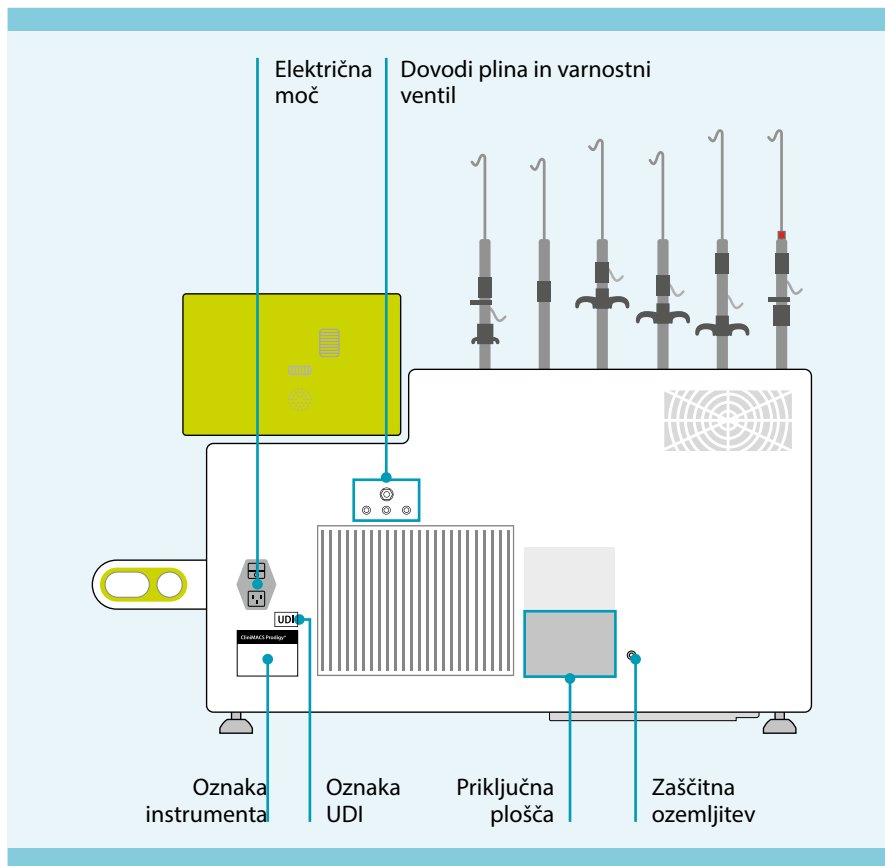 Električna
moč
Dovodi plina in varnostni
ventil
UDI
CliniMACS Prodigy®
Oznaka
instrumenta
Oznaka
UDI
Priključna
plošča
Zaščitna
ozemljitev